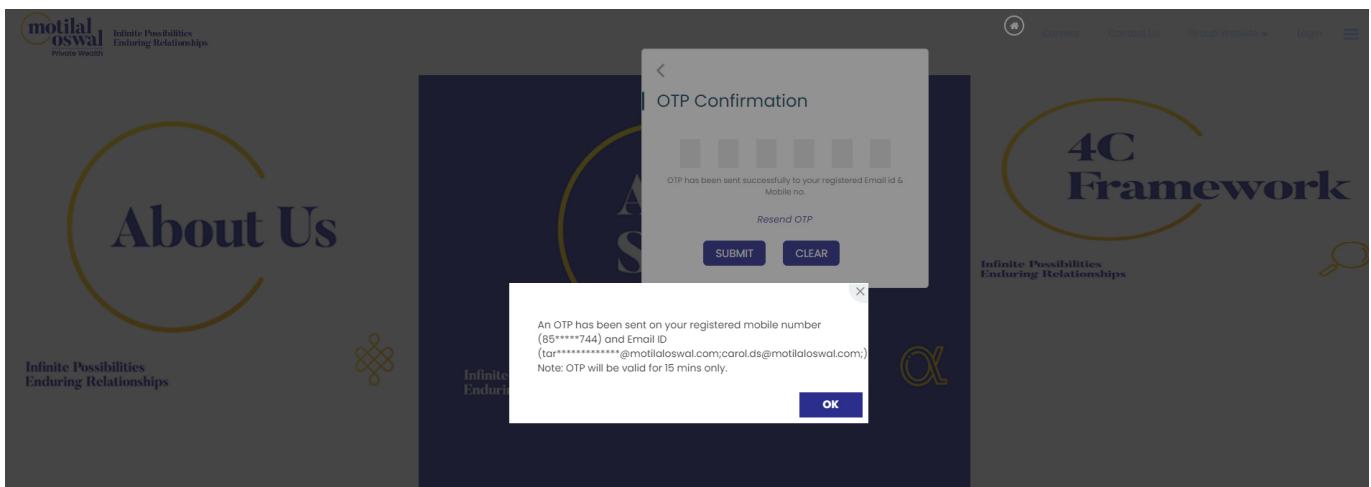 motilal
oswal
Private Wealth
Infinite Possibilities
Enduring Relationships
Careers
Contact Us
Group Website
Login
OTP Confirmation
OTP has been sent successfully to your registered Email id &
Mobile no.
Resend OTP
SUBMIT
CLEAR
About Us
Infinite Possibilities
Enduring Relationships
A
S
Infinite
4C
Framework
Infinite Possibilities
Enduring Relationships
An OTP has been sent on your registered mobile number
(85*****744) and Email ID
(tar*************@motilaloswal.com;carol.ds@motilaloswal.com;)
Note: OTP will be valid for 15 mins only.
OK